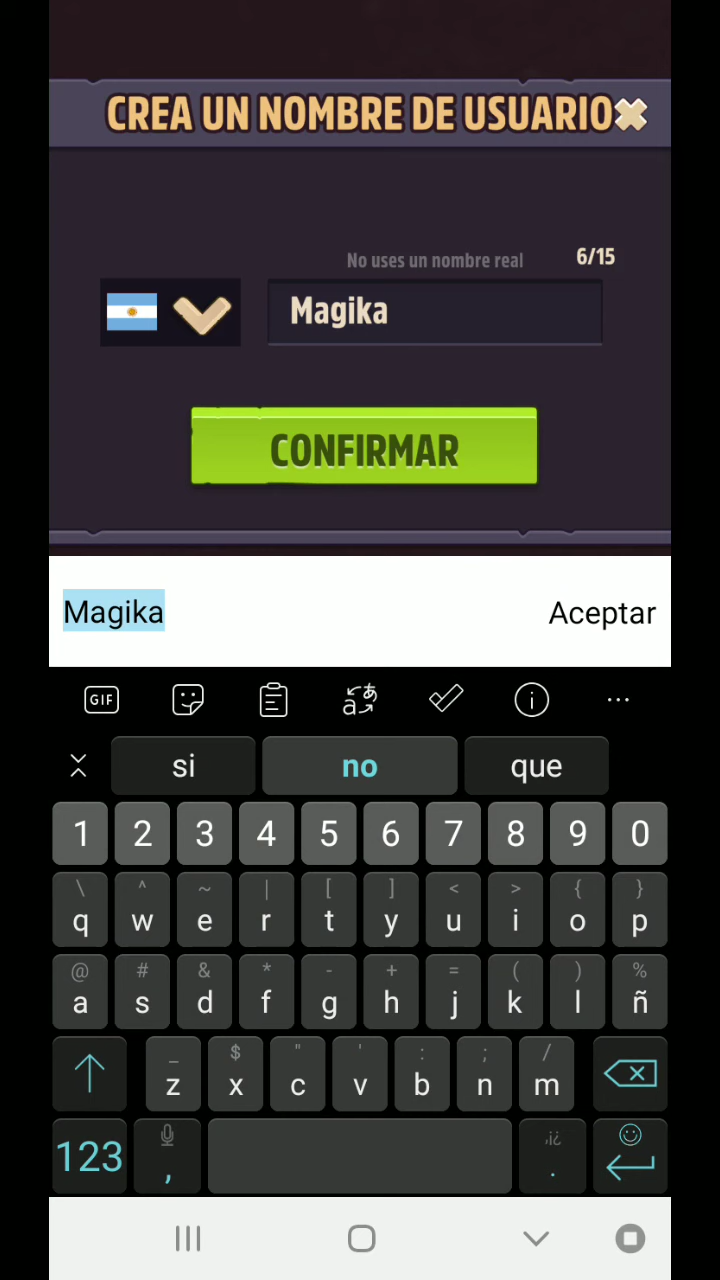 CREA UN NOMBRE DE USUARIO
No uses un nombre real 6/15
Magika
CONFIRMAR
Magika Aceptar
GIF
si no que
1 2 3 4 5 6 7 8 9 0
\ ^ ~ | [ ] < > { }
q w e r t y u i o p
@ # & * - + = ( ) %
a s d f g h j k l ñ
_ $ " ' : ; /
z x c v b n m
123 , ,¡¿ .